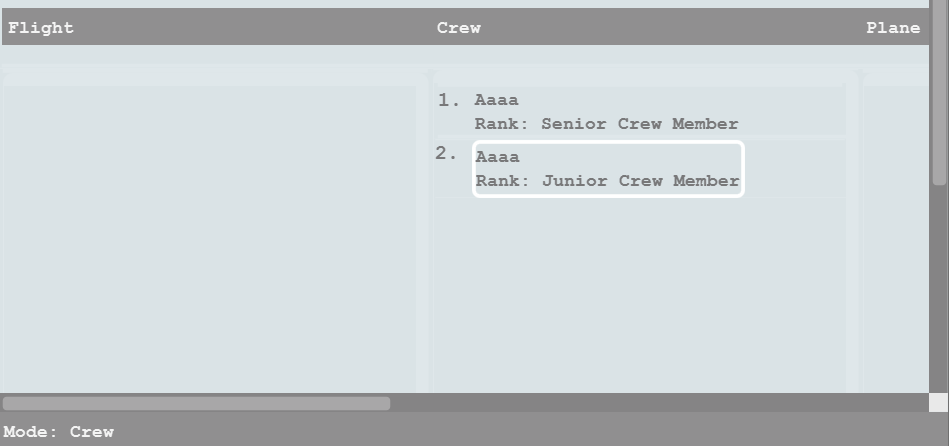 Flight Crew Plane
1. Aaaa
Rank: Senior Crew Member
2. Aaaa
Rank: Junior Crew Member
Mode: Crew